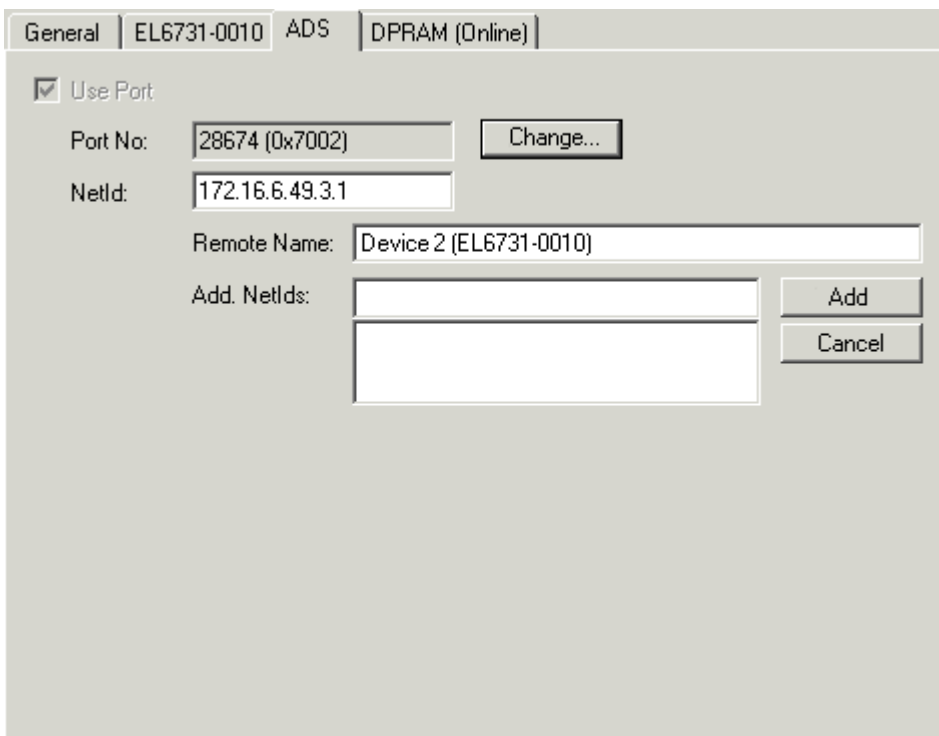 General EL6731-0010 ADS DPRAM (Online)
Use Port
Port No: 28674 (0x7002) Change...
NetId: 172.16.6.49.3.1
Remote Name: Device 2 (EL6731-0010)
Add. NetIds: Add
Cancel